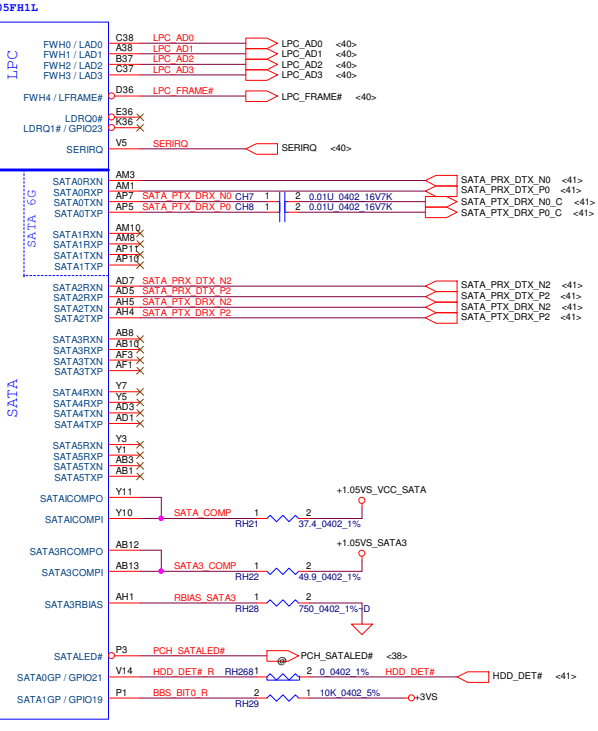 05FH1L
LPC
FWH0 / LAD0 C38 LPC_AD0 LPC_AD0 <40>
FWH1 / LAD1 A38 LPC_AD1 LPC_AD1 <40>
FWH2 / LAD2 B37 LPC_AD2 LPC_AD2 <40>
FWH3 / LAD3 C37 LPC_AD3 LPC_AD3 <40>
FWH4 / LFRAME# D36 LPC_FRAME# LPC_FRAME# <40>
LDRQ0# E36
LDRQ1# / GPIO23 K36
SERIRQ V5 SERIRQ SERIRQ <40>
SATA 6G
SATA0RXN AM3 SATA_PRX_DTX_N0 <41>
SATA0RXP AM1 SATA_PRX_DTX_P0 <41>
SATA0TXN AP7 SATA_PTX_DRX_N0 CH7 1 2 0.01U_0402_16V7K SATA_PTX_DRX_N0_C <41>
SATA0TXP AP5 SATA_PTX_DRX_P0 CH8 1 2 0.01U_0402_16V7K SATA_PTX_DRX_P0_C <41>
SATA1RXN AM10
SATA1RXP AM8
SATA1TXN AP11
SATA1TXP AP10
SATA
SATA2RXN AD7 SATA_PRX_DTX_N2 SATA_PRX_DTX_N2 <41>
SATA2RXP AD5 SATA_PRX_DTX_P2 SATA_PRX_DTX_P2 <41>
SATA2TXN AH5 SATA_PTX_DRX_N2 SATA_PTX_DRX_N2 <41>
SATA2TXP AH4 SATA_PTX_DRX_P2 SATA_PTX_DRX_P2 <41>
SATA3RXN AB8
SATA3RXP AB10
SATA3TXN AF3
SATA3TXP AF1
SATA4RXN Y7
SATA4RXP Y5
SATA4TXN AD3
SATA4TXP AD1
SATA5RXN Y3
SATA5RXP Y1
SATA5TXN AB3
SATA5TXP AB1
SATAICOMPO Y11 +1.05VS_VCC_SATA
SATAICOMPI Y10 SATA_COMP RH21 1 2 37.4_0402_1%
SATA3RCOMPO AB12 +1.05VS_SATA3
SATA3COMPI AB13 SATA3_COMP RH22 1 2 49.9_0402_1%
SATA3RBIAS AH1 RBIAS_SATA3 RH28 1 2 750_0402_1%~D
SATALED# P3 PCH_SATALED# PCH_SATALED# <38>
@
SATA0GP / GPIO21 V14 HDD_DET#_R RH268 1 2 0_0402_1% HDD_DET# HDD_DET# <41>
SATA1GP / GPIO19 P1 BBS_BIT0_R RH29 2 1 10K_0402_5% +3VS